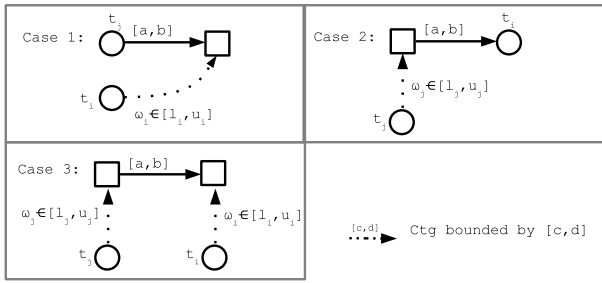 Case 1:
t_j
[a,b]
t_i
ω_i∈[l_i,u_i]
Case 2:
[a,b]
t_i
ω_j∈[l_j,u_j]
t_j
Case 3:
[a,b]
ω_j∈[l_j,u_j]
ω_i∈[l_i,u_i]
t_j
t_i
[c,d]
Ctg bounded by [c,d]